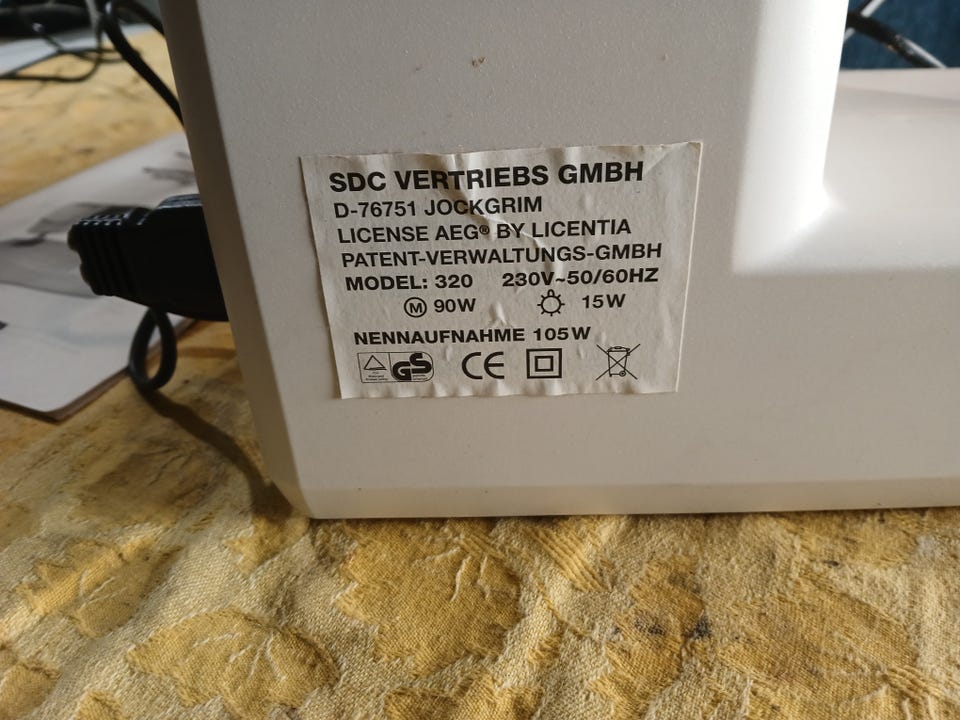 SDC VERTRIEBS GMBH
D-76751 JOCKGRIM
LICENSE AEG® BY LICENTIA
PATENT-VERWALTUNGS-GMBH
MODEL: 320 230V~50/60HZ
M 90W 15W
NENNAUFNAHME 105W
GS CE